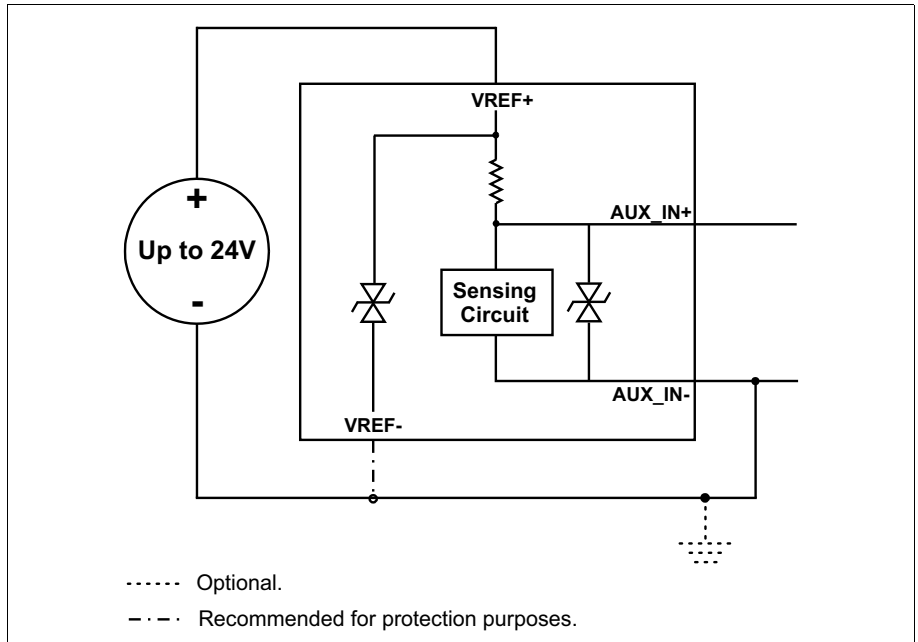 VREF+
AUX_IN+
+
Up to 24V
-
Sensing
Circuit
AUX_IN-
VREF-
Optional.
Recommended for protection purposes.